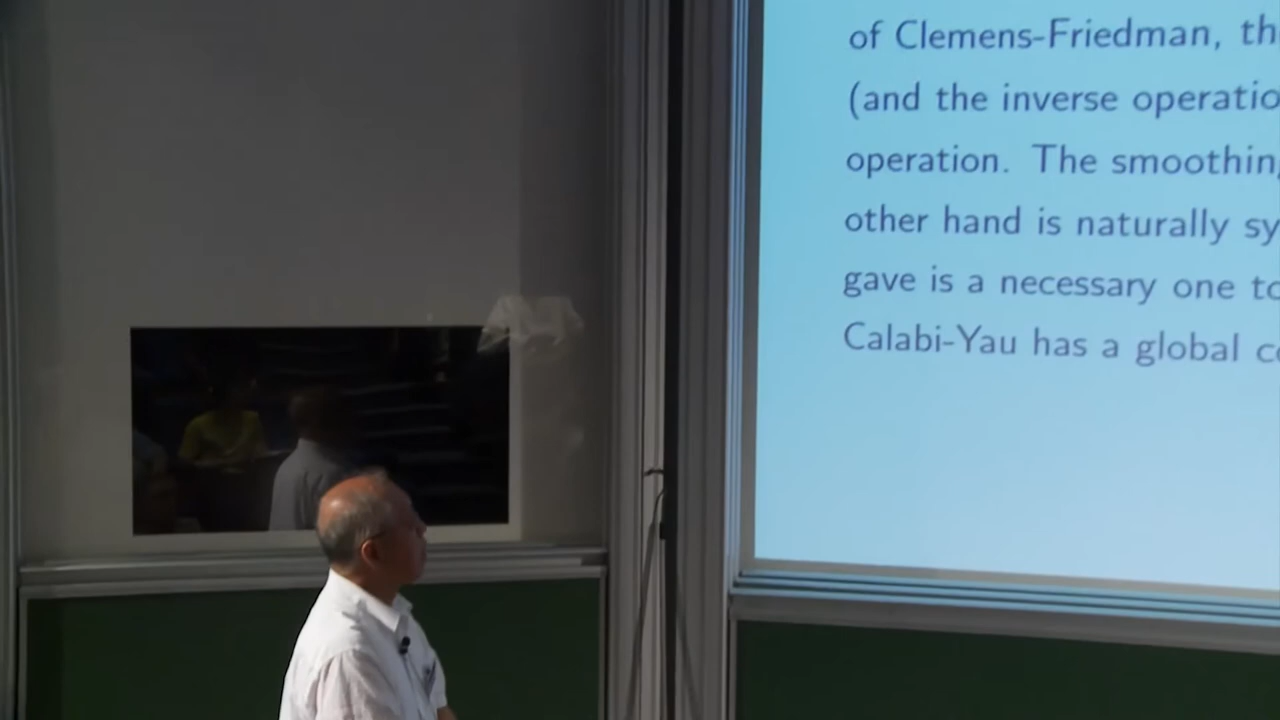 of Clemens-Friedman, th
(and the inverse operatio
operation. The smoothing
other hand is naturally sy
gave is a necessary one to
Calabi-Yau has a global co